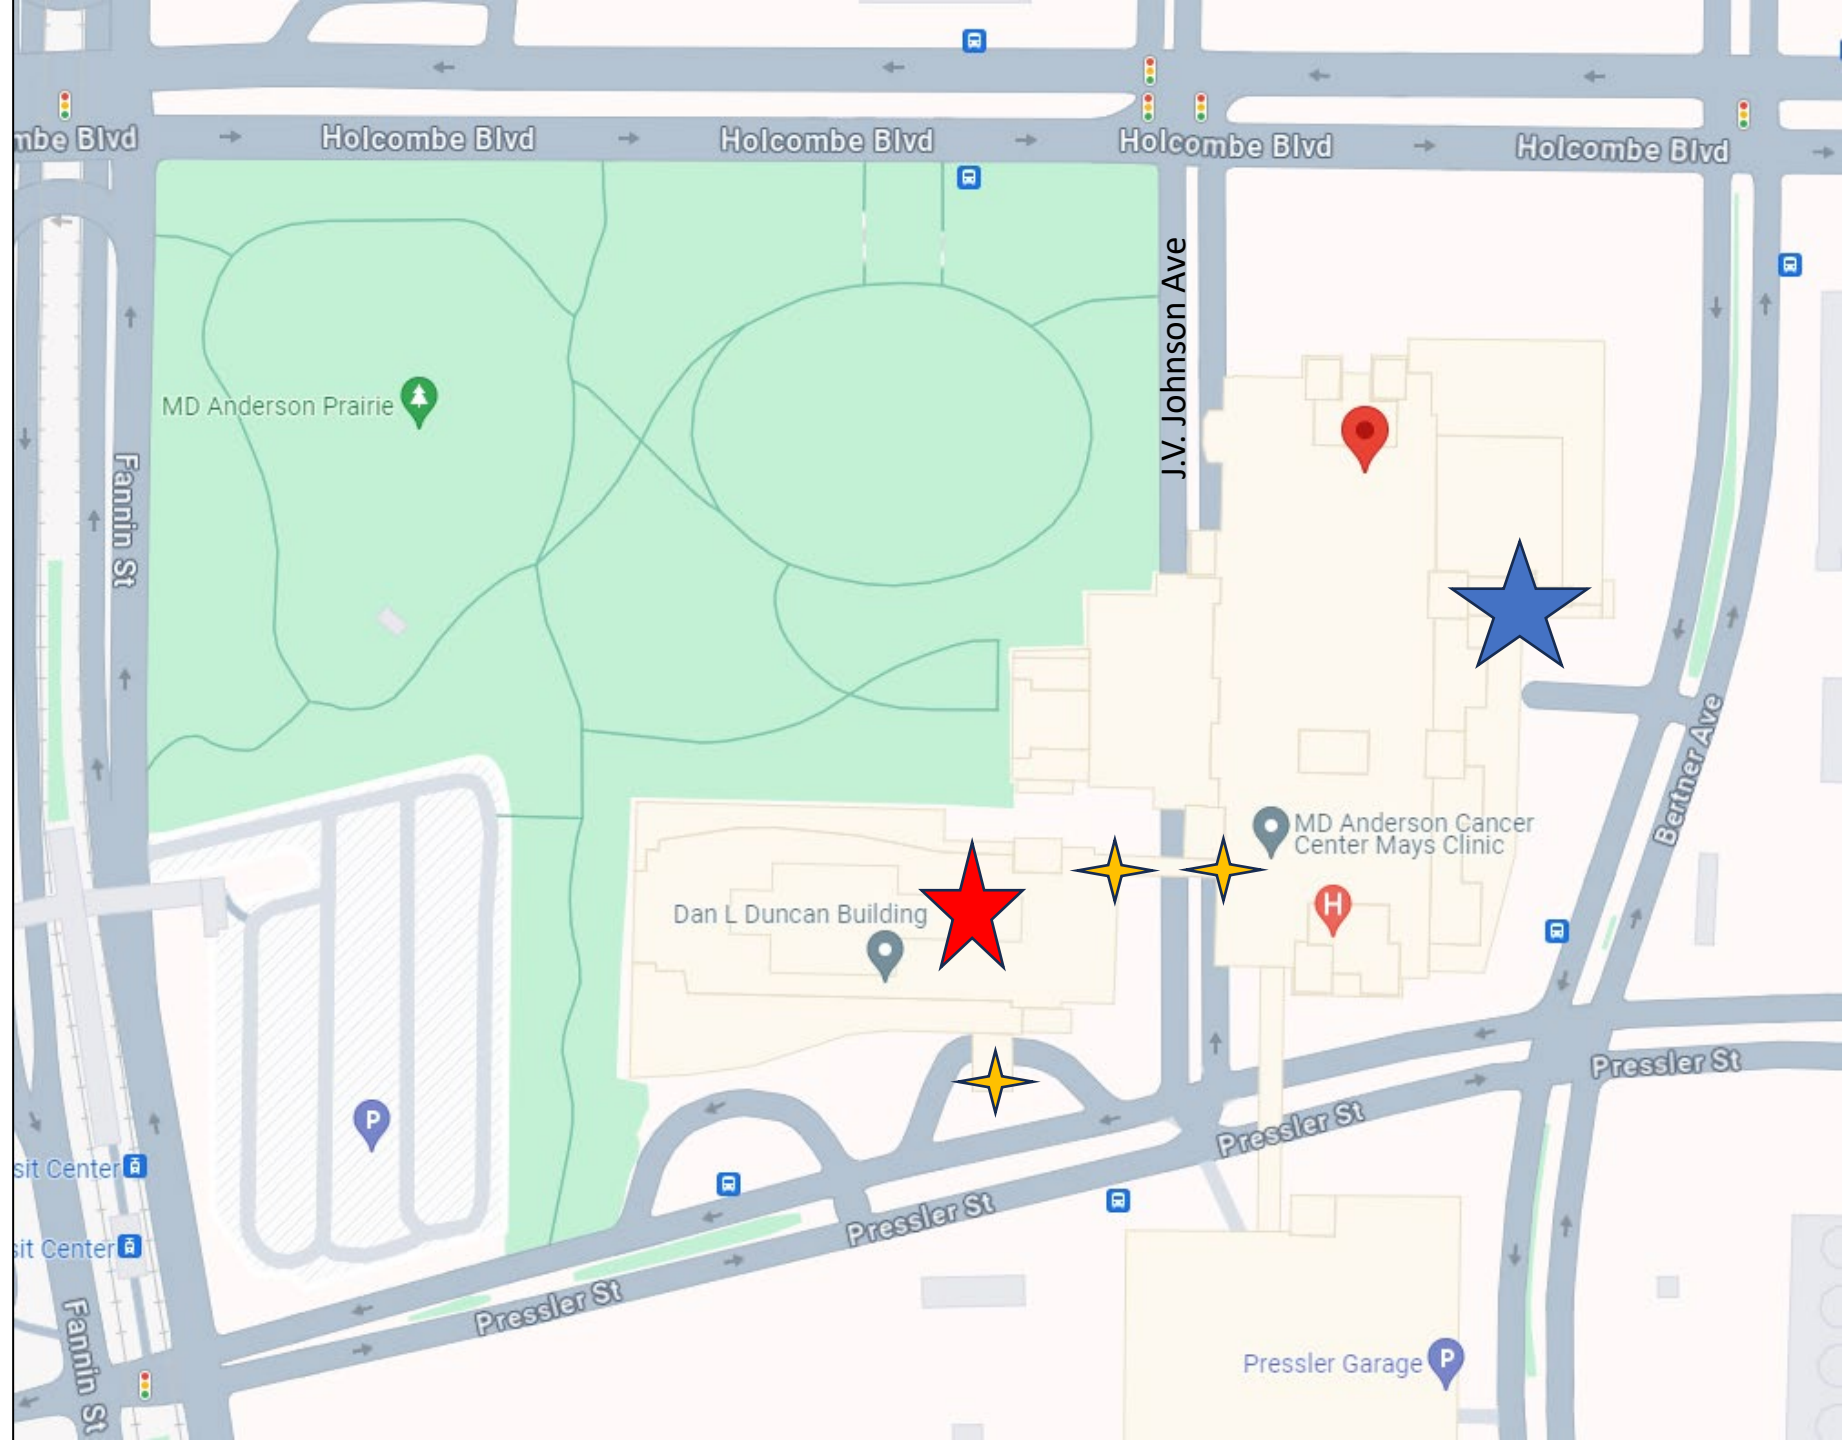 mbe Blvd
Holcombe Blvd
Holcombe Blvd
Holcombe Blvd
Holcombe Blvd
J.V. Johnson Ave
MD Anderson Prairie
Fannin St
Bertner Ave
MD Anderson Cancer
Center Mays Clinic
H
Dan L Duncan Building
Pressler St
Pressler St
P
sit Center
Pressler St
sit Center
Pressler St
Fannin St
Pressler Garage
P